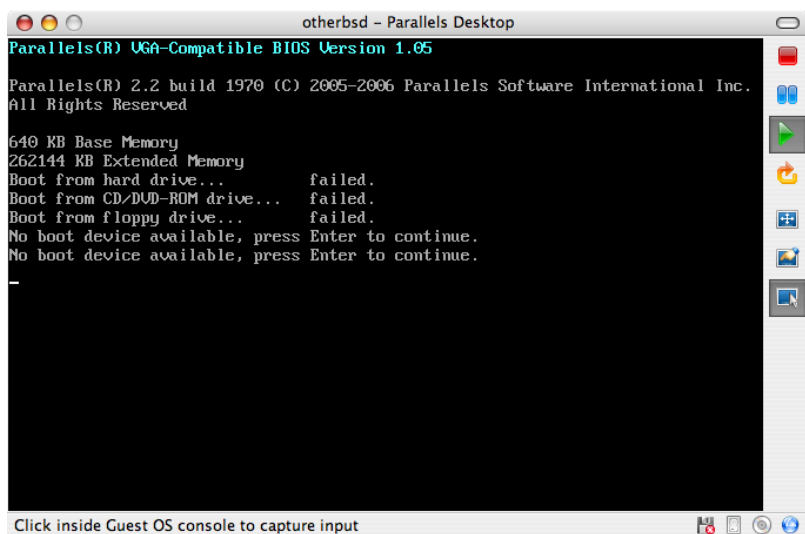 otherbsd – Parallels Desktop
Parallels(R) VGA-Compatible BIOS Version 1.05
Parallels(R) 2.2 build 1970 (C) 2005-2006 Parallels Software International Inc.
All Rights Reserved
640 KB Base Memory
262144 KB Extended Memory
Boot from hard drive... failed.
Boot from CD/DVD-ROM drive... failed.
Boot from floppy drive... failed.
No boot device available, press Enter to continue.
No boot device available, press Enter to continue.
Click inside Guest OS console to capture input